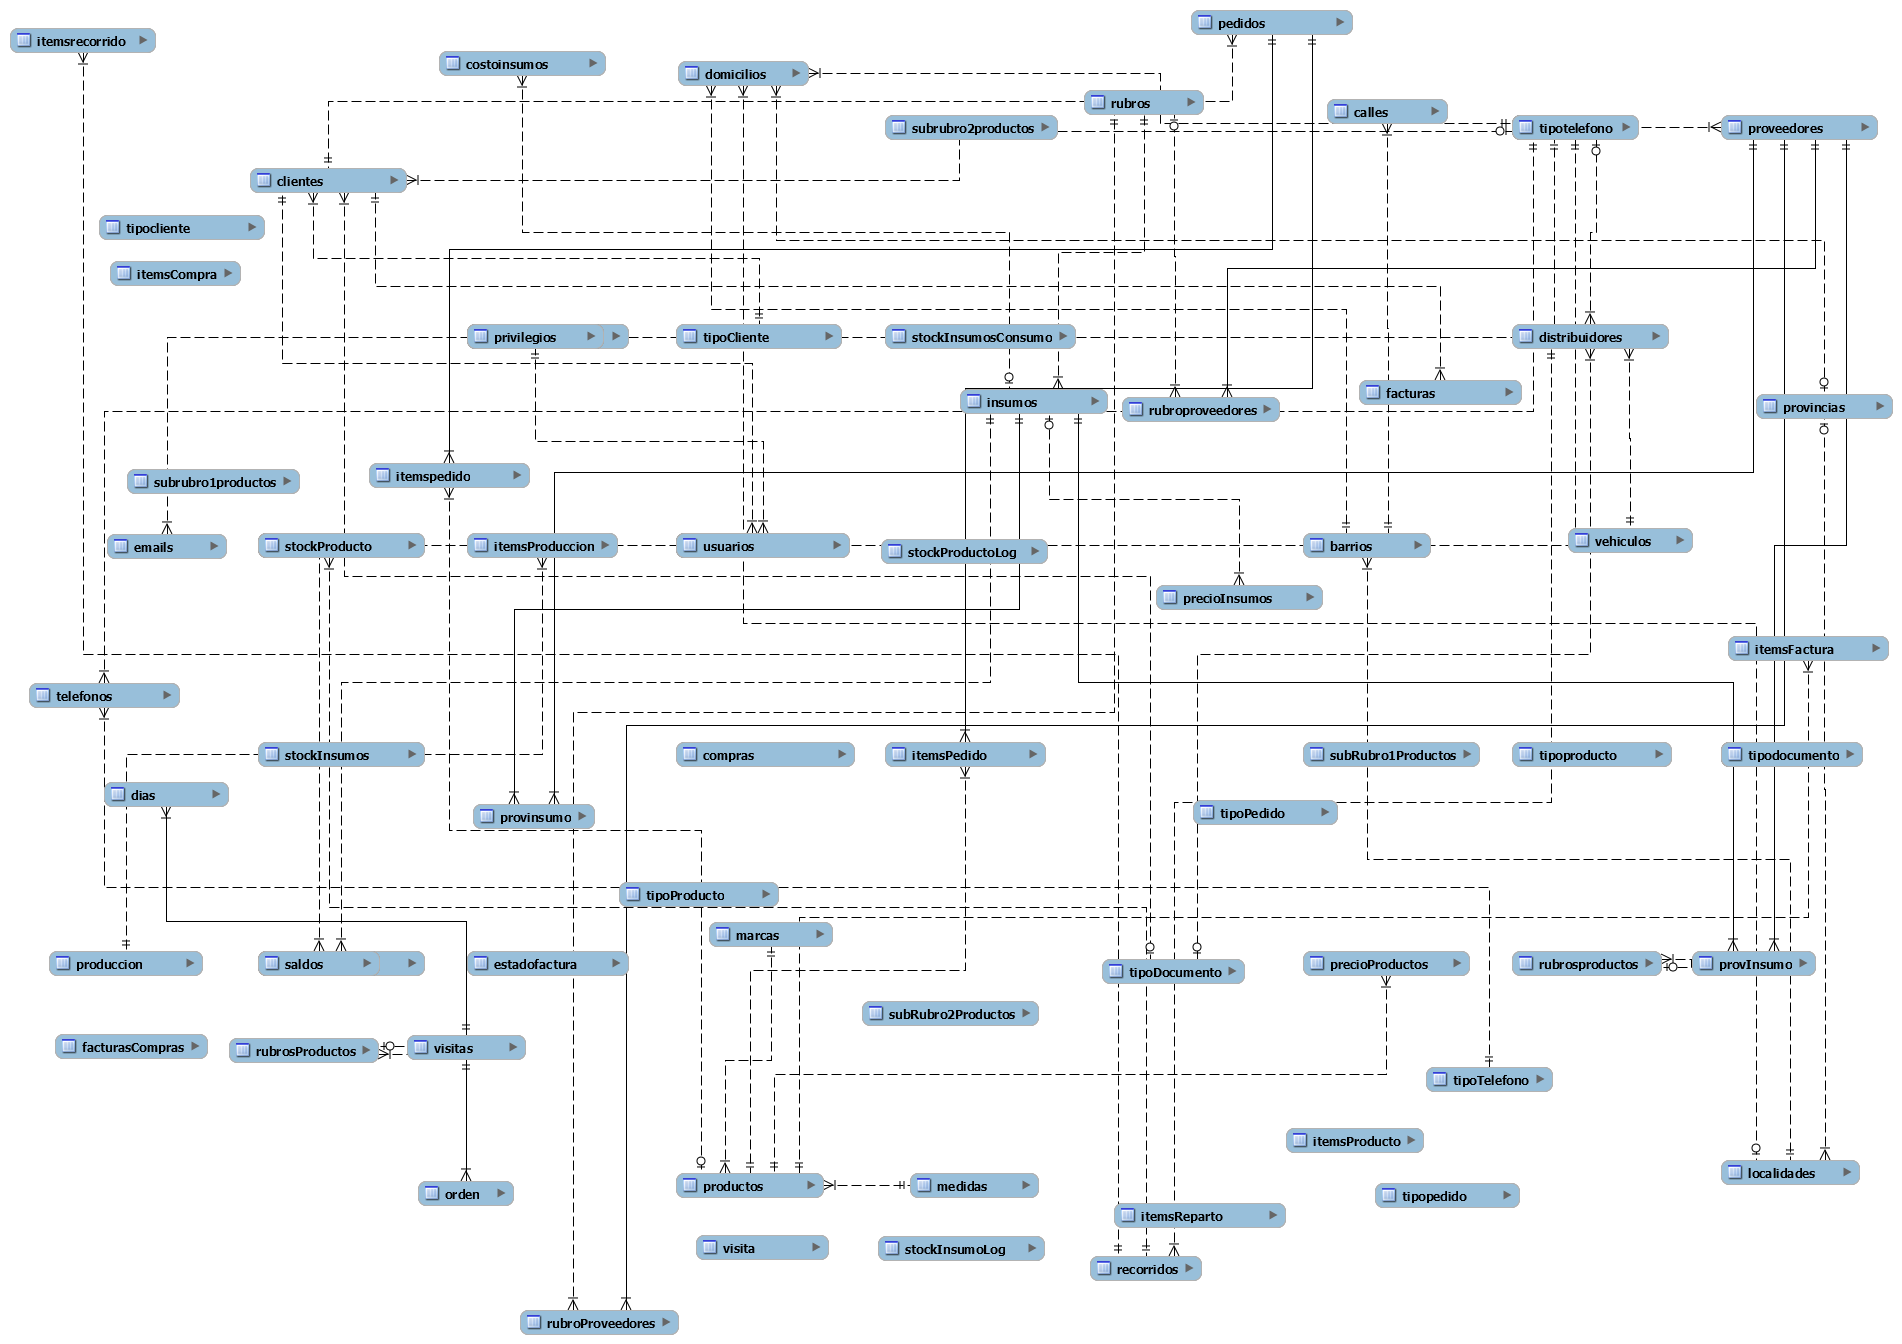 pedidos
itemsrecorrido
costoinsumos
domicilios
rubros
calles
subrubro2productos
tipotelefono
proveedores
clientes
tipocliente
itemsCompra
privilegios
tipoCliente
stockInsumosConsumo
distribuidores
insumos
rubroproveedores
facturas
provincias
subrubro1productos
itemspedido
emails
stockProducto
itemsProduccion
usuarios
stockProductoLog
barrios
vehiculos
precioInsumos
itemsFactura
telefonos
stockInsumos
compras
itemsPedido
subRubro1Productos
tipoproducto
tipodocumento
dias
provinsumo
tipoPedido
tipoProducto
marcas
produccion
saldos
estadofactura
tipoDocumento
precioProductos
rubrosproductos
provInsumo
subRubro2Productos
facturasCompras
rubrosProductos
visitas
tipoTelefono
itemsProducto
localidades
orden
productos
medidas
tipopedido
itemsReparto
visita
stockInsumoLog
recorridos
rubroProveedores